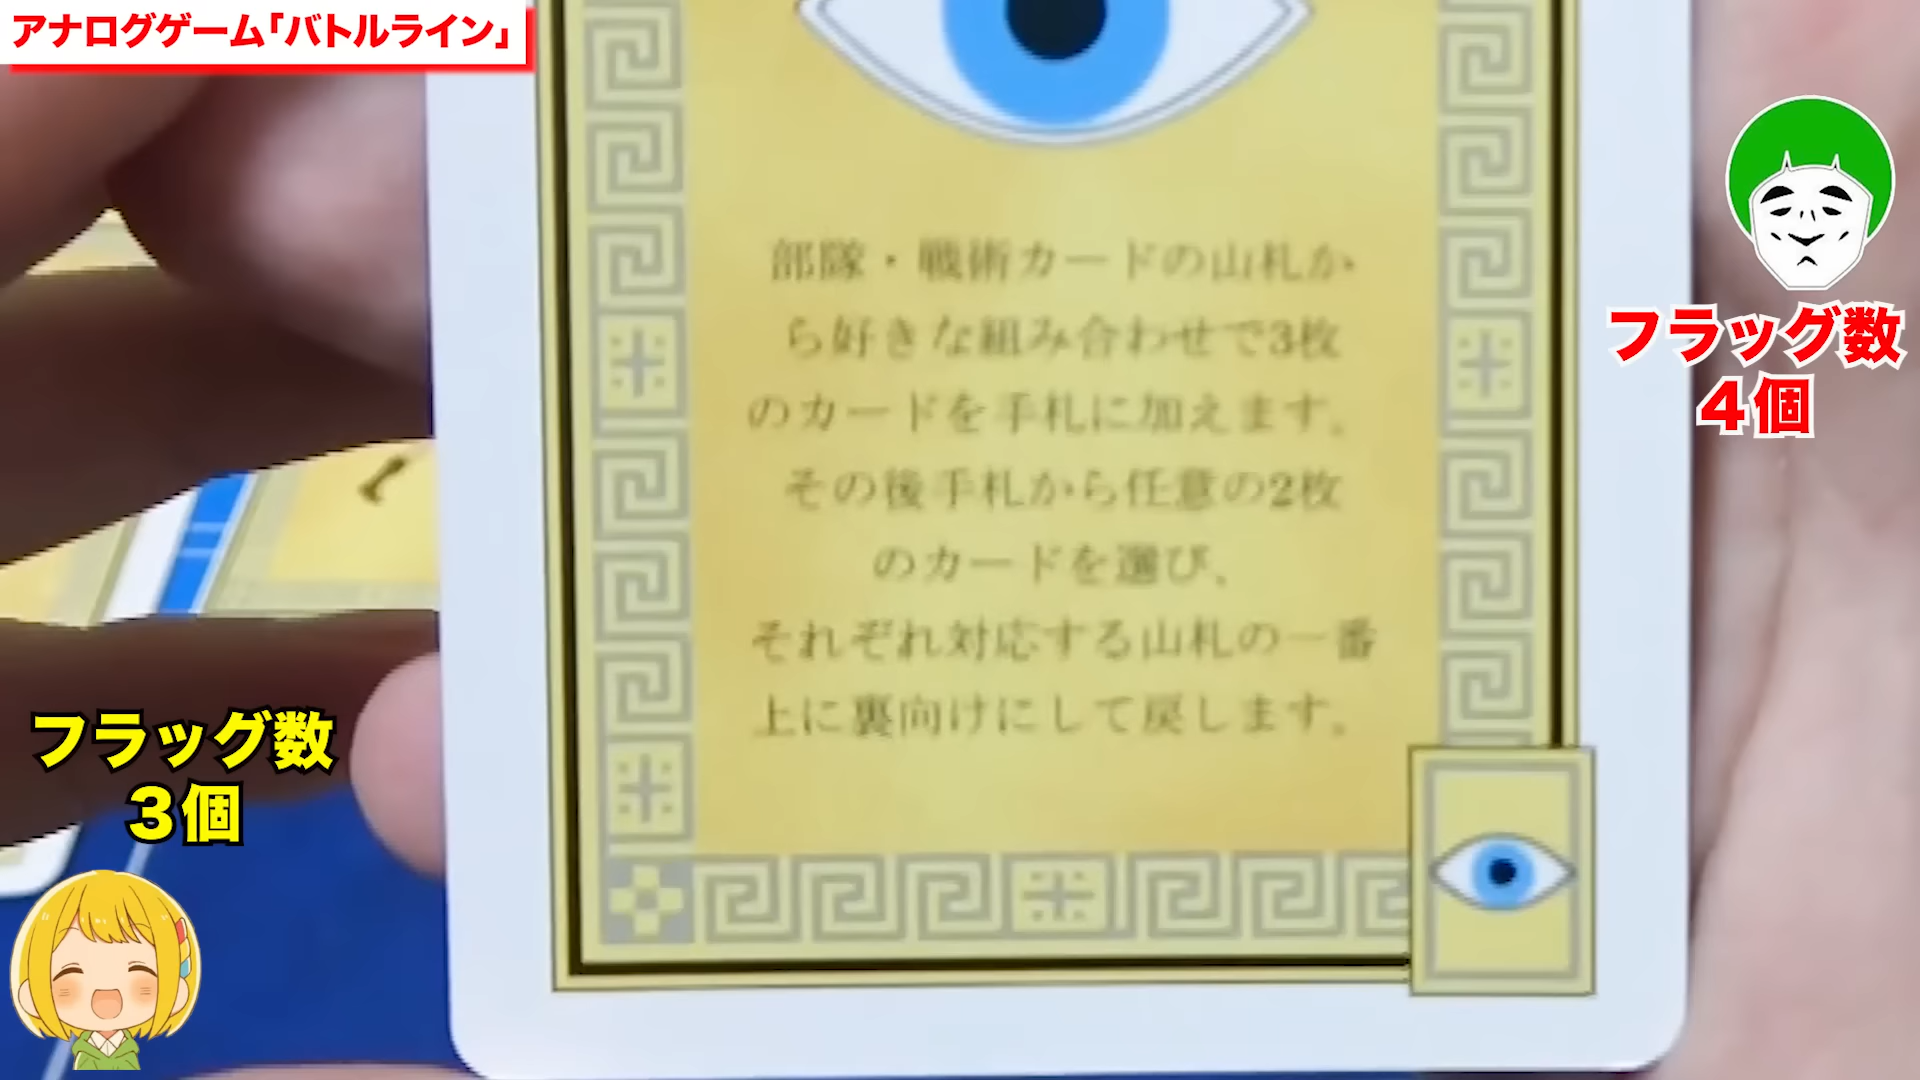 アナログゲーム「バトルライン」
部隊・戦術カードの山札か
ら好きな組み合わせで3枚
のカードを手札に加えます。
その後手札から任意の2枚
のカードを選び、
それぞれ対応する山札の一番
上に裏向けにして戻します。
フラッグ数
4個
フラッグ数
3個